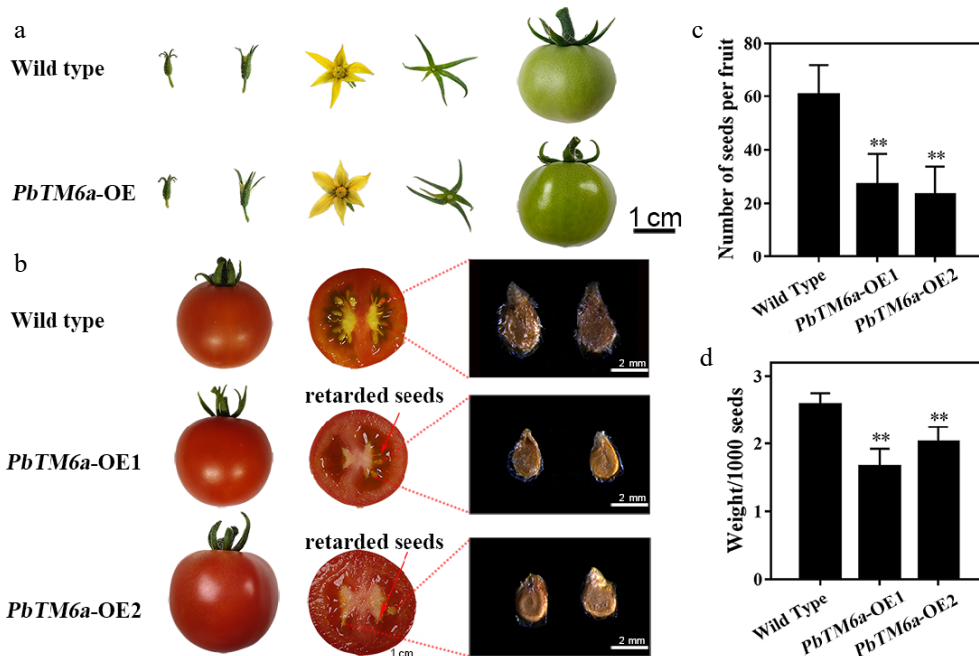 a
Wild type
PbTM6a-OE
1 cm
b
Wild type
2 mm
retarded seeds
PbTM6a-OE1
2 mm
retarded seeds
PbTM6a-OE2
1 cm
2 mm
c
Number of seeds per fruit
80
60
40
20
0
**
**
Wild Type
PbTM6a-OE1
PbTM6a-OE2
d
Weight/1000 seeds
3
2
1
0
**
**
Wild Type
PbTM6a-OE1
PbTM6a-OE2